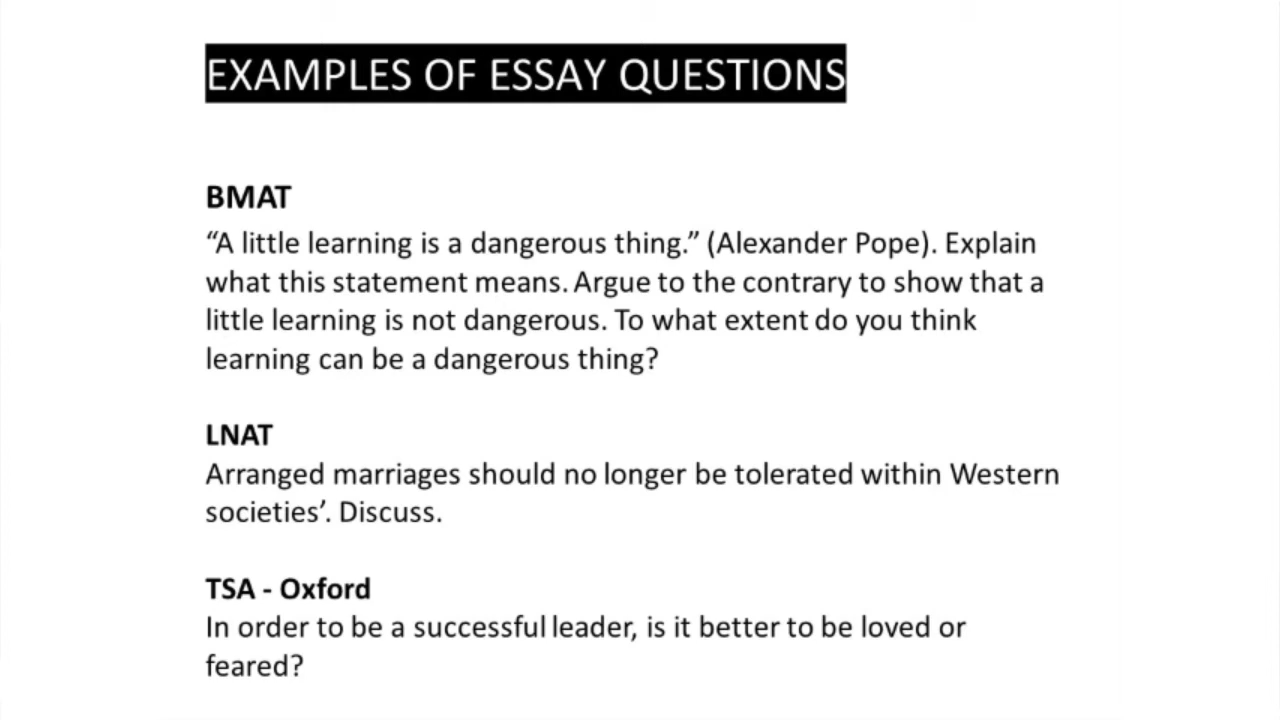 EXAMPLES OF ESSAY QUESTIONS
BMAT
“A little learning is a dangerous thing.” (Alexander Pope). Explain
what this statement means. Argue to the contrary to show that a
little learning is not dangerous. To what extent do you think
learning can be a dangerous thing?
LNAT
Arranged marriages should no longer be tolerated within Western
societies’. Discuss.
TSA - Oxford
In order to be a successful leader, is it better to be loved or
feared?